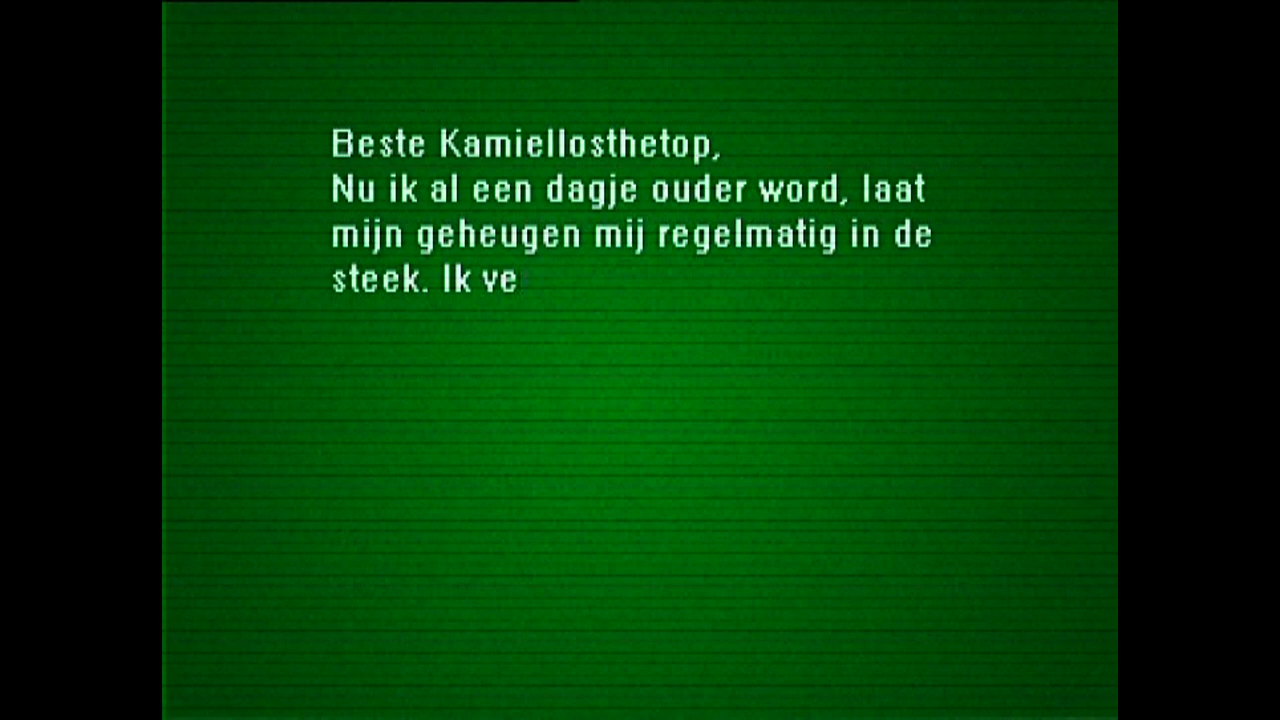 Beste Kamiellosthetop,
Nu ik al een dagje ouder word, laat
mijn geheugen mij regelmatig in de
steek. Ik ve